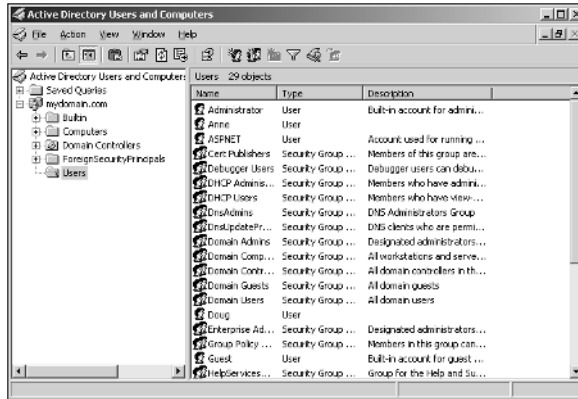 Active Directory Users and Computers
File Action View Window Help
Active Directory Users and Computers
Saved Queries
mydomain.com
Builtin
Computers
Domain Controllers
ForeignSecurityPrincipals
Users
Users 29 objects
Name Type Description
Administrator User Built-in account for admini...
Anne User
ASPNET User Account used for running ...
Cert Publishers Security Group ... Members of this group are...
Debugger Users Security Group ... Debugger users can debu...
DHCP Adminis... Security Group ... Members who have admini...
DHCP Users Security Group ... Members who have view-...
DnsAdmins Security Group ... DNS Administrators Group
DnsUpdatePr... Security Group ... DNS clients who are permi...
Domain Admins Security Group ... Designated administrators...
Domain Comp... Security Group ... All workstations and serve...
Domain Contr... Security Group ... All domain controllers in th...
Domain Guests Security Group ... All domain guests
Domain Users Security Group ... All domain users
Doug User
Enterprise Ad... Security Group ... Designated administrators...
Group Policy ... Security Group ... Members in this group can...
Guest User Built-in account for guest ...
HelpServices... Security Group ... Group for the Help and Su...